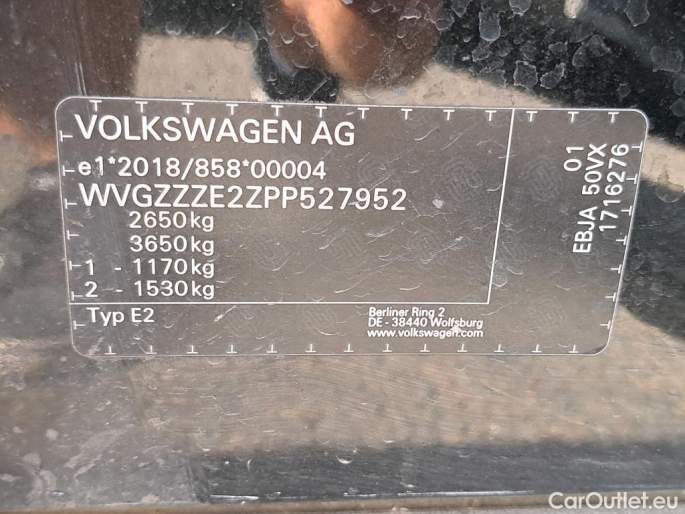 VOLKSWAGEN AG
e1*2018/858*00004
WVGZZZE2ZPP527952
2650kg
3650kg
1 - 1170kg
2 - 1530kg
Typ E2
Berliner Ring 2
DE - 38440 Wolfsburg
www.volkswagen.com
01
EBJA 50VX
1716276
CarOutlet.eu